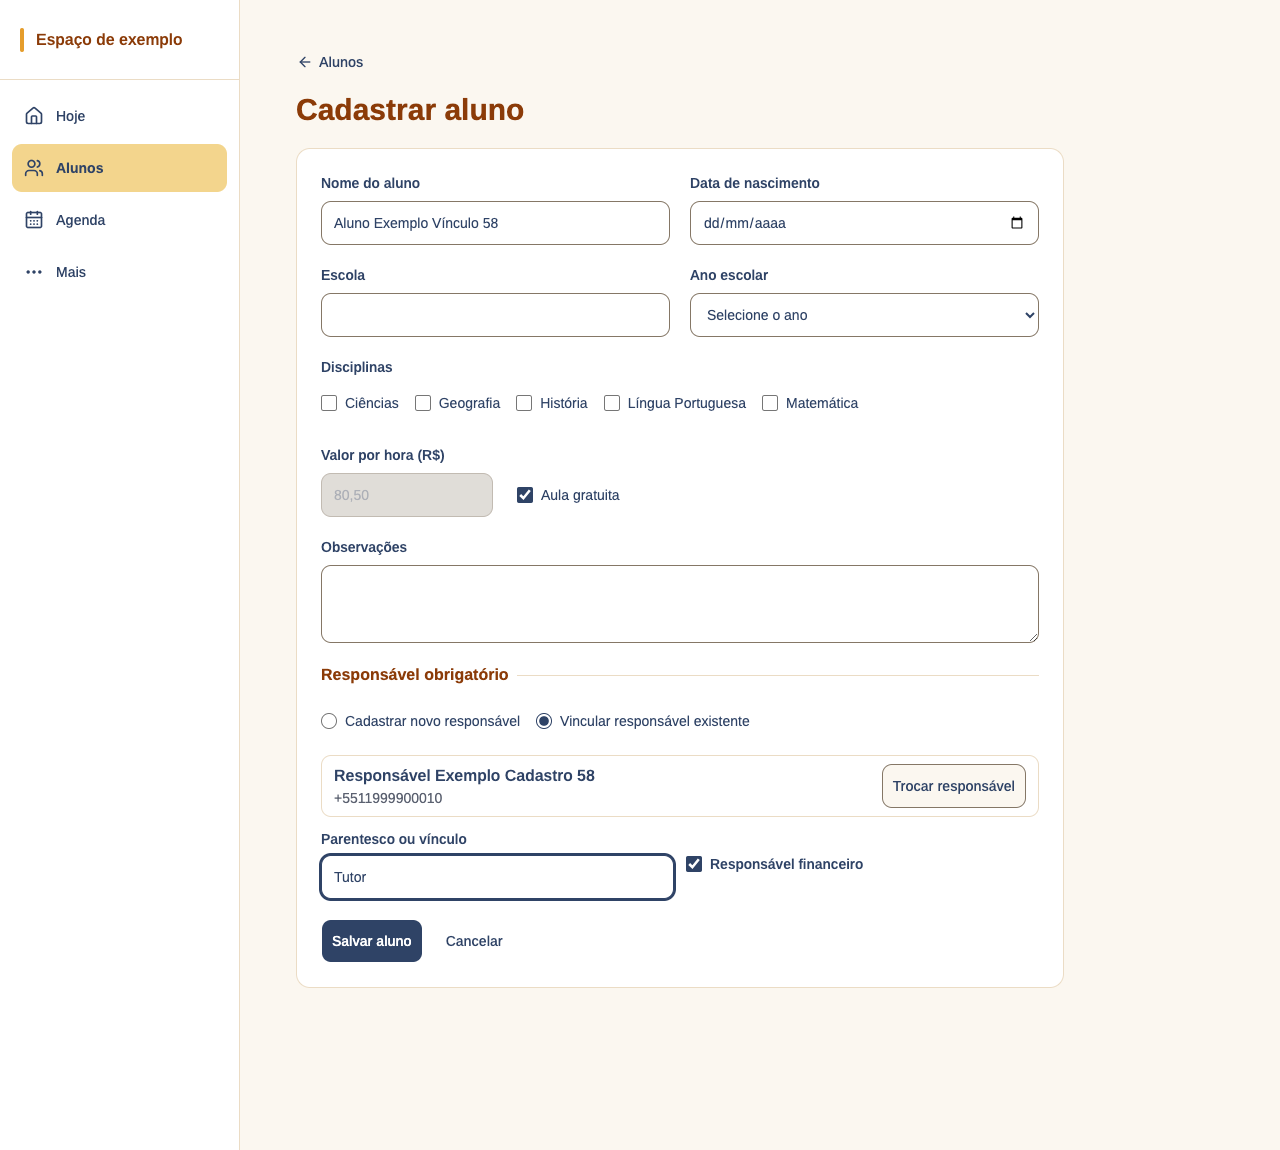 Espaço de exemplo
Hoje
Alunos
Agenda
Mais
Alunos
Cadastrar aluno
Nome do aluno
Data de nascimento
Aluno Exemplo Vínculo 58
dd/mm/aaaa
Escola
Ano escolar
Selecione o ano
Disciplinas
Ciências
Geografia
História
Língua Portuguesa
Matemática
Valor por hora (R$)
80,50
Aula gratuita
Observações
Responsável obrigatório
Cadastrar novo responsável
Vincular responsável existente
Responsável Exemplo Cadastro 58
+5511999900010
Trocar responsável
Parentesco ou vínculo
Tutor
Responsável financeiro
Salvar aluno
Cancelar